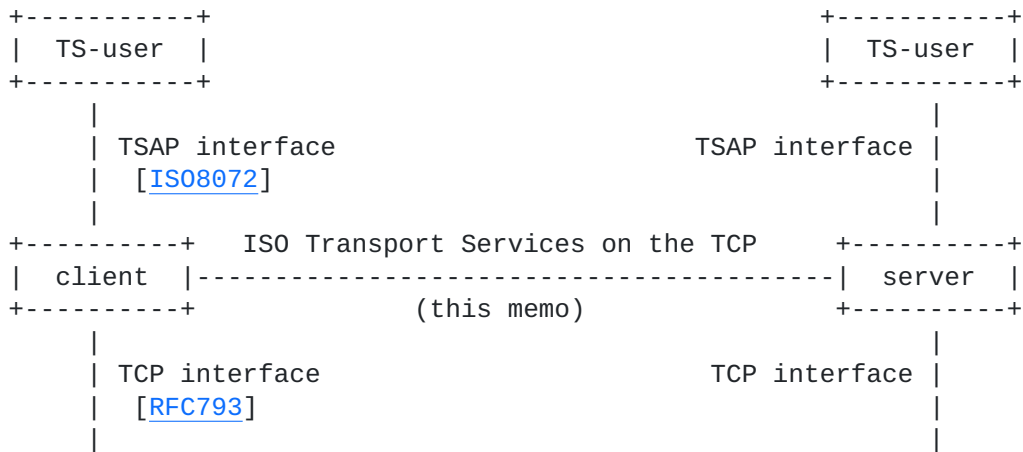 +-----------+ +-----------+
| TS-user | | TS-user |
+-----------+ +-----------+
| |
| TSAP interface TSAP interface |
| [ISO8072] |
| |
+----------+ ISO Transport Services on the TCP +----------+
| client |-----------------------------------------| server |
+----------+ (this memo) +----------+
| |
| TCP interface TCP interface |
| [RFC793] |
| |